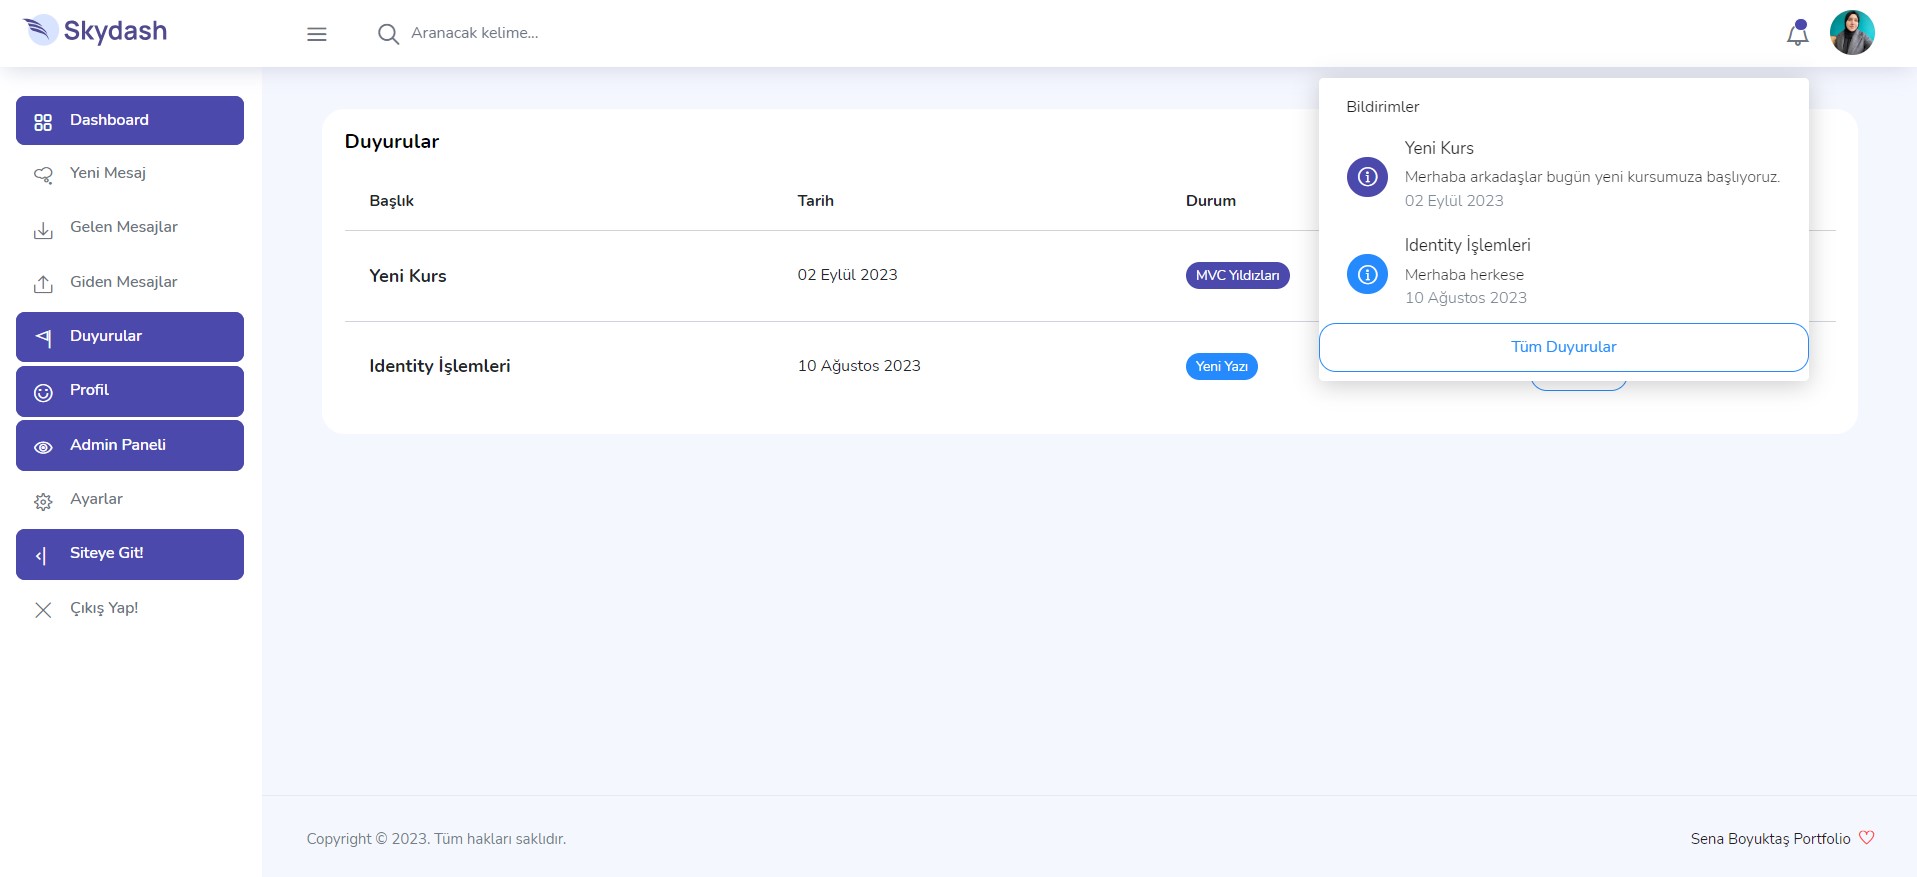 Skydash
Aranacak kelime...
Dashboard
Yeni Mesaj
Gelen Mesajlar
Giden Mesajlar
Duyurular
Profil
Admin Paneli
Ayarlar
Siteye Git!
Çıkış Yap!
Duyurular
Başlık Tarih Durum
Yeni Kurs 02 Eylül 2023 MVC Yıldızları
Identity İşlemleri 10 Ağustos 2023 Yeni Yazı
Bildirimler
Yeni Kurs
Merhaba arkadaşlar bugün yeni kursumuza başlıyoruz.
02 Eylül 2023
Identity İşlemleri
Merhaba herkese
10 Ağustos 2023
Tüm Duyurular
Copyright © 2023. Tüm hakları saklıdır.
Sena Boyuktaş Portfolio